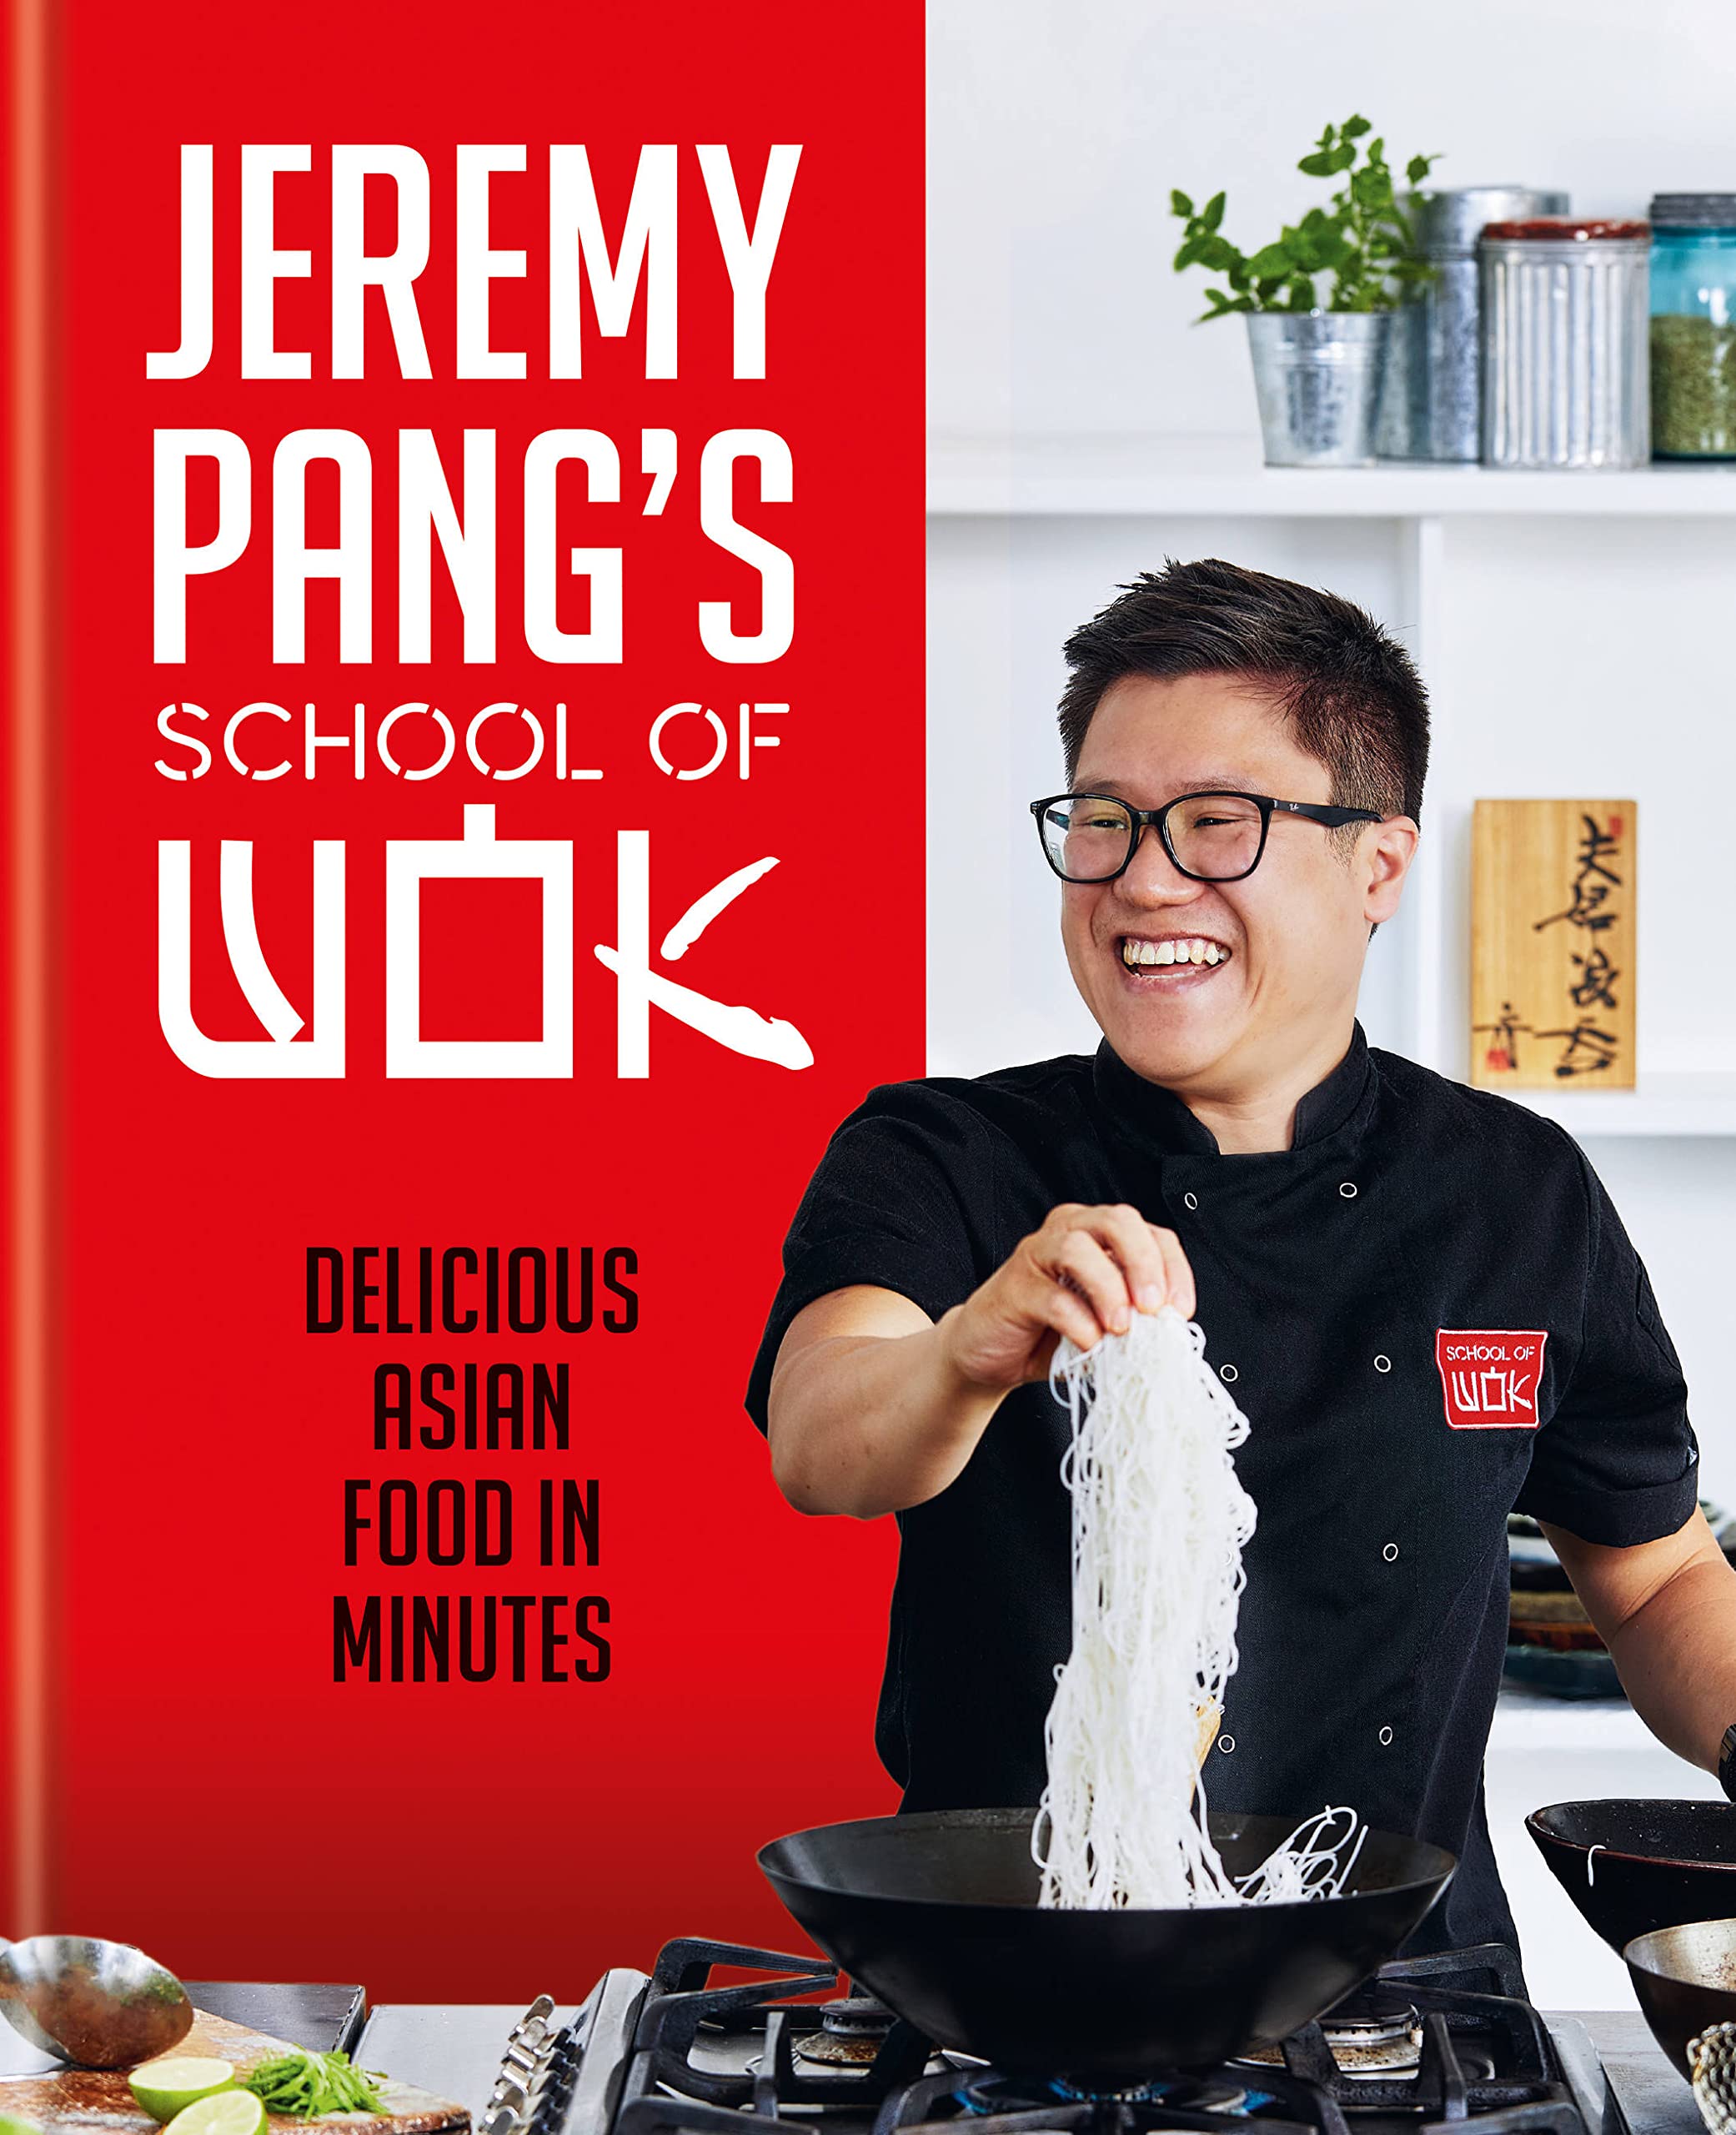 JEREMY
PANG'S
SCHOOL OF
WOK
DELICIOUS
ASIAN
FOOD IN
MINUTES
SCHOOL OF
WOK